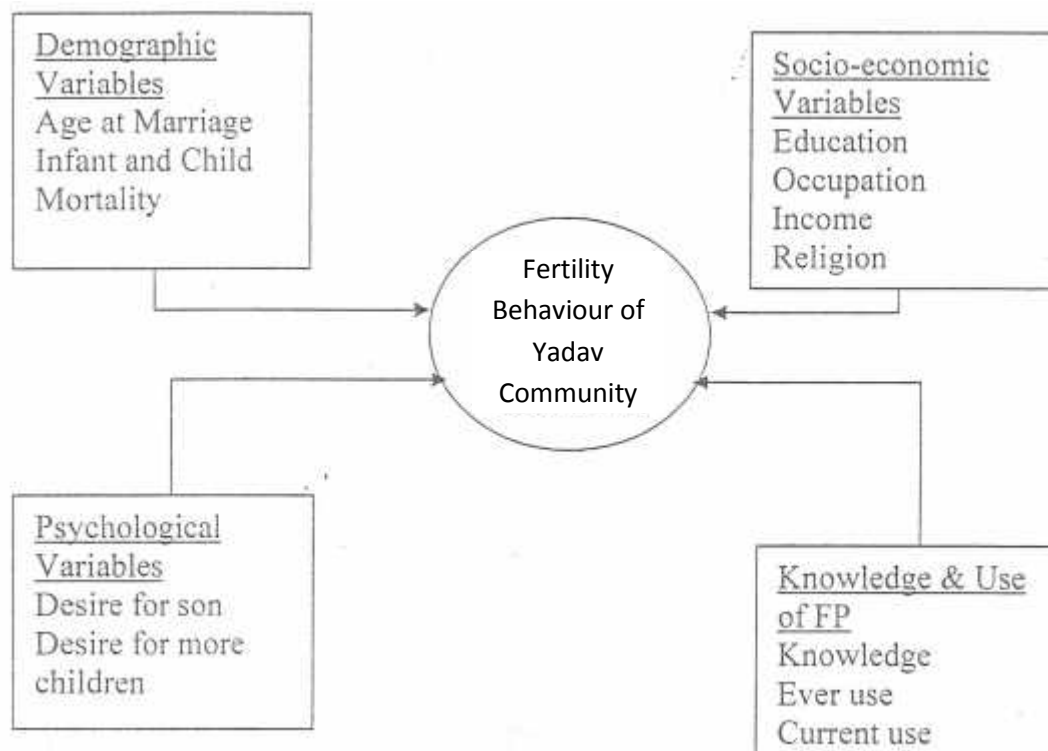 Demographic
Variables
Age at Marriage
Infant and Child
Mortality
Socio-economic
Variables
Education
Occupation
Income
Religion
Fertility
Behaviour of
Yadav
Community
Psychological
Variables
Desire for son
Desire for more
children
Knowledge & Use
of FP
Knowledge
Ever use
Current use